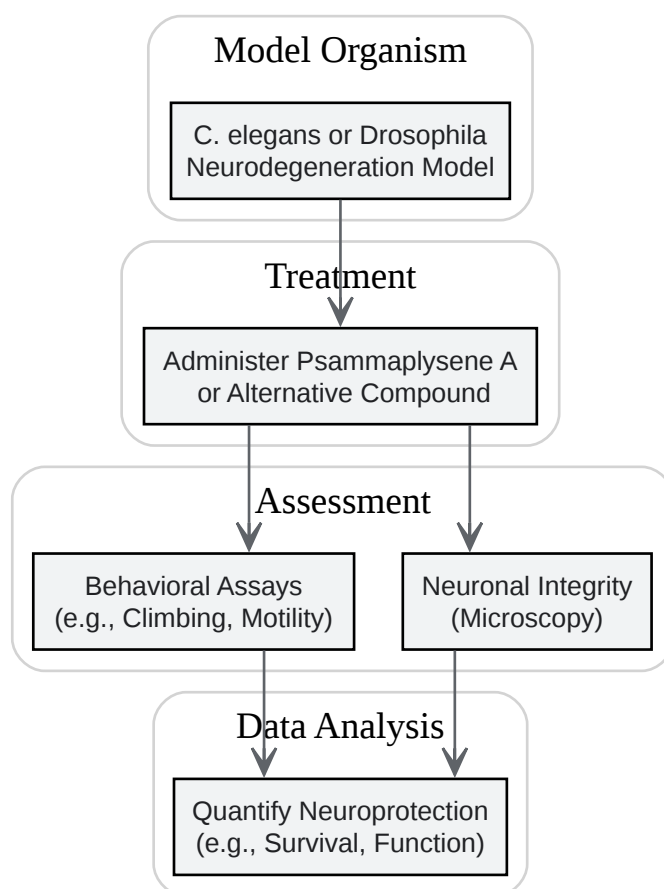 Model Organism
C. elegans or Drosophila
Neurodegeneration Model
Treatment
Administer Psammaplysene A
or Alternative Compound
Assessment
Behavioral Assays
(e.g., Climbing, Motility)
Neuronal Integrity
(Microscopy)
Data Analysis
Quantify Neuroprotection
(e.g., Survival, Function)